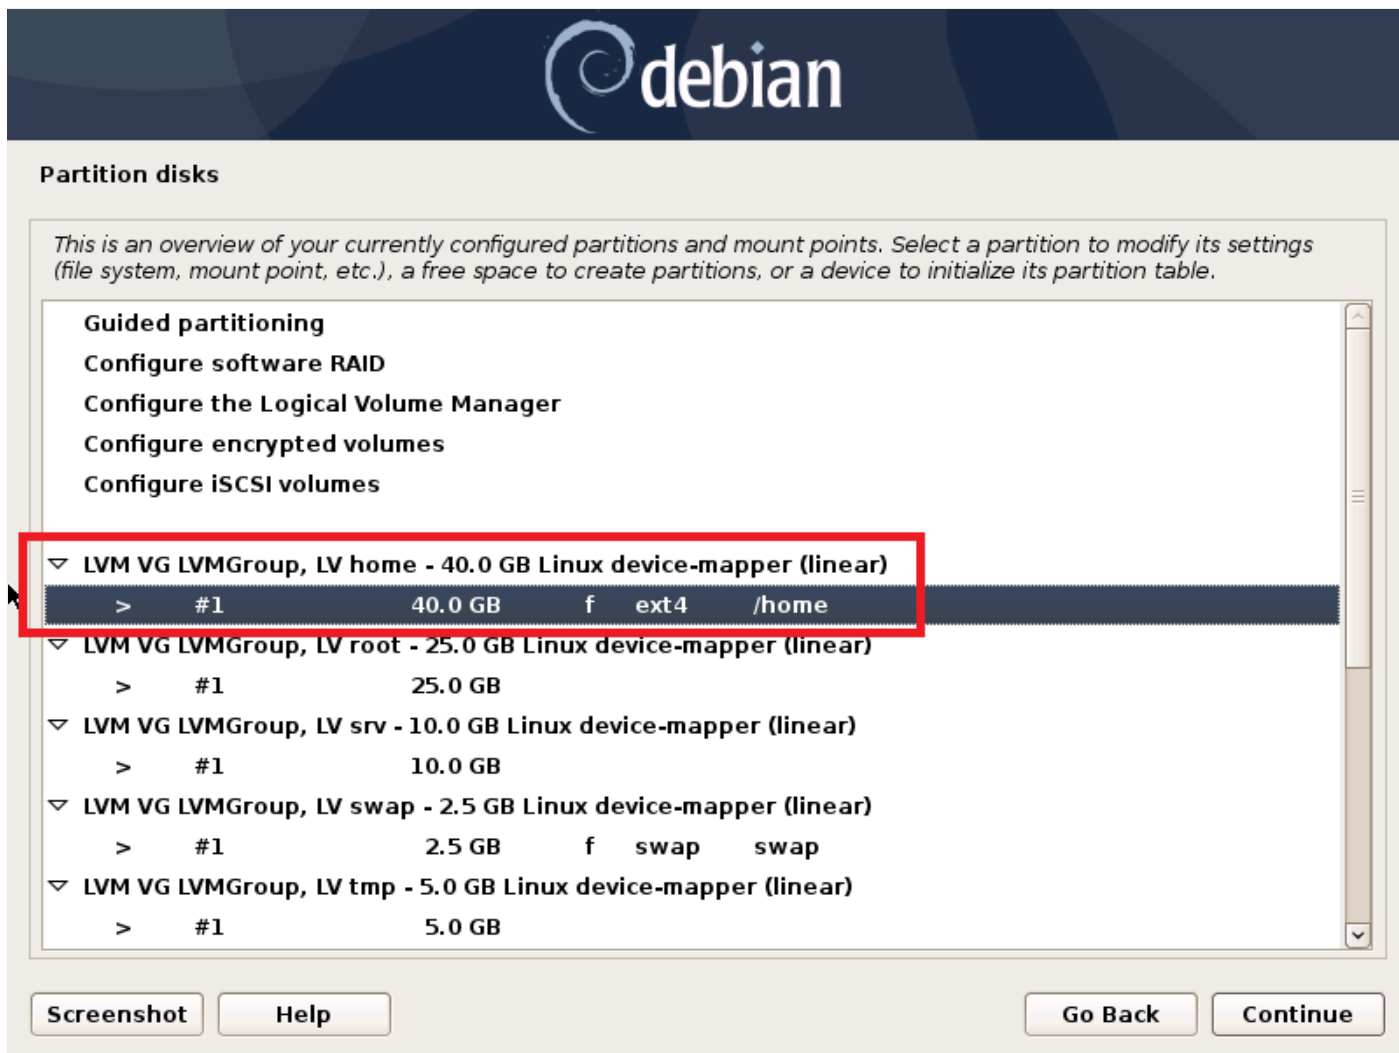 debian
Partition disks
This is an overview of your currently configured partitions and mount points. Select a partition to modify its settings
(file system, mount point, etc.), a free space to create partitions, or a device to initialize its partition table.
Guided partitioning
Configure software RAID
Configure the Logical Volume Manager
Configure encrypted volumes
Configure iSCSI volumes
LVM VG LVMGroup, LV home - 40.0 GB Linux device-mapper (linear)
> #1 40.0 GB f ext4 /home
LVM VG LVMGroup, LV root - 25.0 GB Linux device-mapper (linear)
> #1 25.0 GB
LVM VG LVMGroup, LV srv - 10.0 GB Linux device-mapper (linear)
> #1 10.0 GB
LVM VG LVMGroup, LV swap - 2.5 GB Linux device-mapper (linear)
> #1 2.5 GB f swap swap
LVM VG LVMGroup, LV tmp - 5.0 GB Linux device-mapper (linear)
> #1 5.0 GB
Screenshot Help Go Back Continue